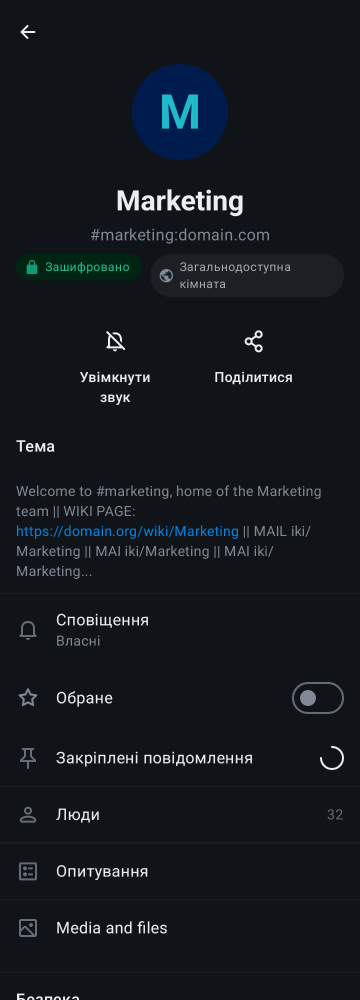 M
Marketing
#marketing:domain.com
Зашифровано
Загальнодоступна
кімната
Увімкнути
звук
Поділитися
Тема
Welcome to #marketing, home of the Marketing
team || WIKI PAGE:
https://domain.org/wiki/Marketing || MAIL iki/
Marketing || MAI iki/Marketing || MAI iki/
Marketing...
Сповіщення
Власні
Обране
Закріплені повідомлення
Люди
32
Опитування
Media and files
Безпека